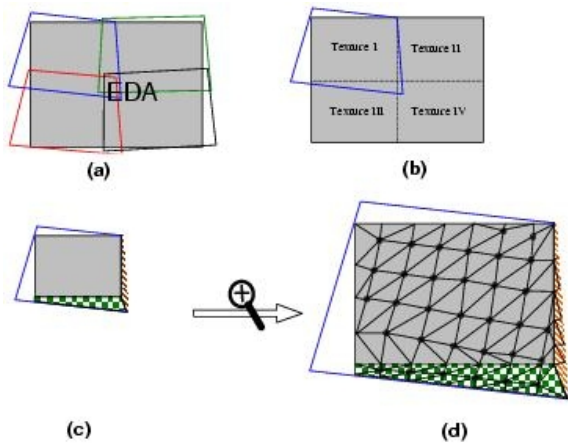 EDA
(a)
Texture I
Texture II
Texture III
Texture IV
(b)
(c)
(d)